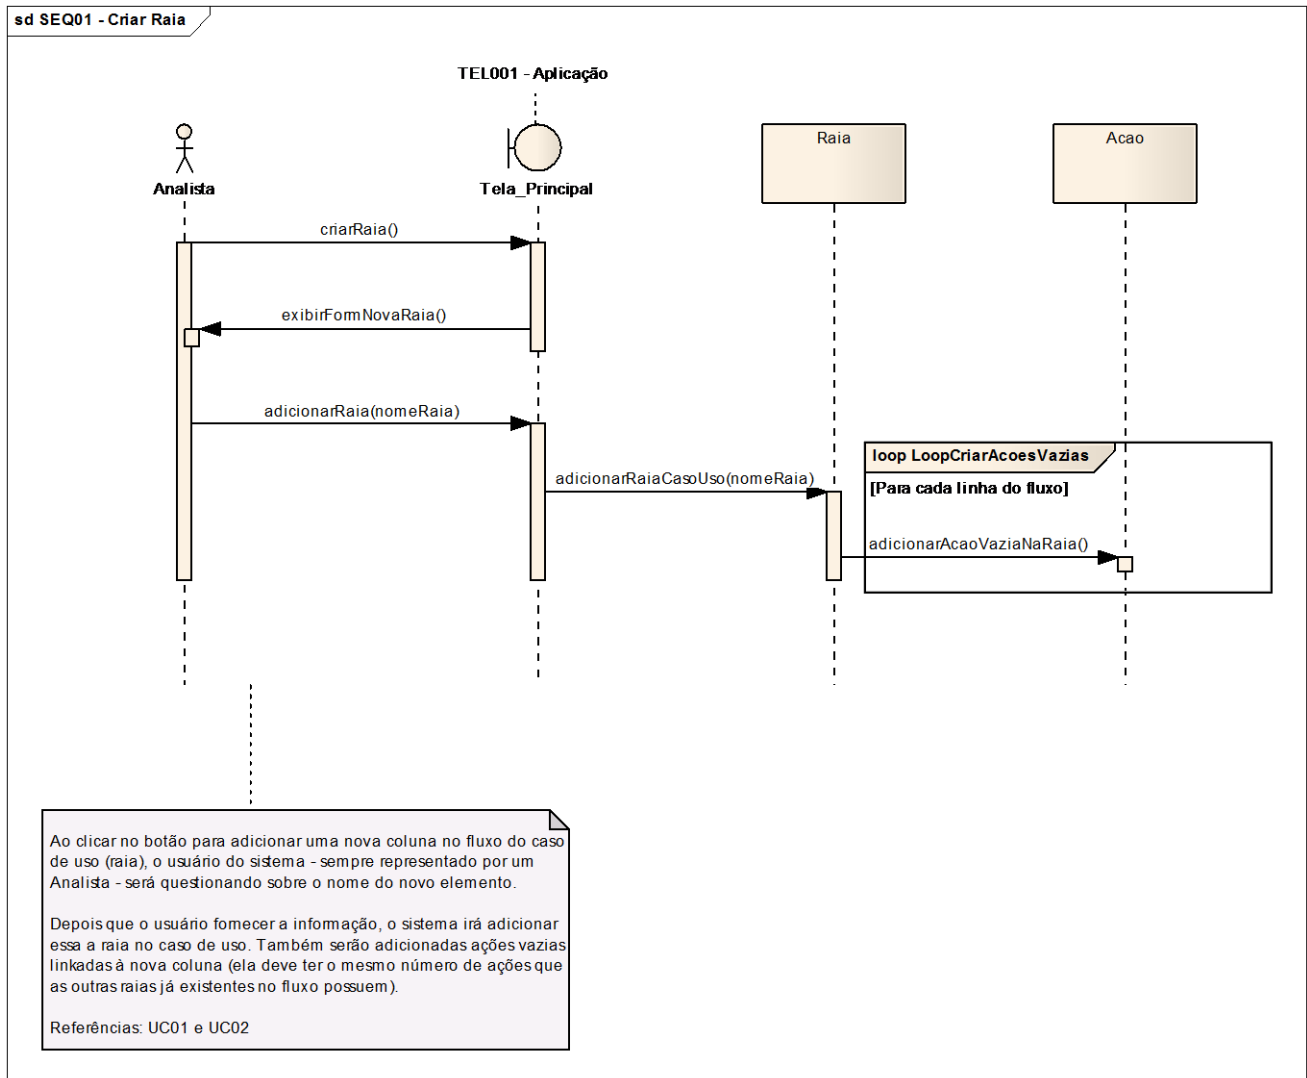 sd SEQ01 - Criar Raia
TEL001 - Aplicação
Analista
Tela_Principal
Raia
Acao
criarRaia()
exibirFormNovaRaia()
adicionarRaia(nomeRaia)
adicionarRaiaCasoUso(nomeRaia)
loop LoopCriarAcoesVazias
[Para cada linha do fluxo]
adicionarAcaoVaziaNaRaia()
Ao clicar no botão para adicionar uma nova coluna no fluxo do caso
de uso (raia), o usuário do sistema - sempre representado por um
Analista - será questionando sobre o nome do novo elemento.
Depois que o usuário fornecer a informação, o sistema irá adicionar
essa a raia no caso de uso. Também serão adicionadas ações vazias
linkadas à nova coluna (ela deve ter o mesmo número de ações que
as outras raias já existentes no fluxo possuem).
Referências: UC01 e UC02